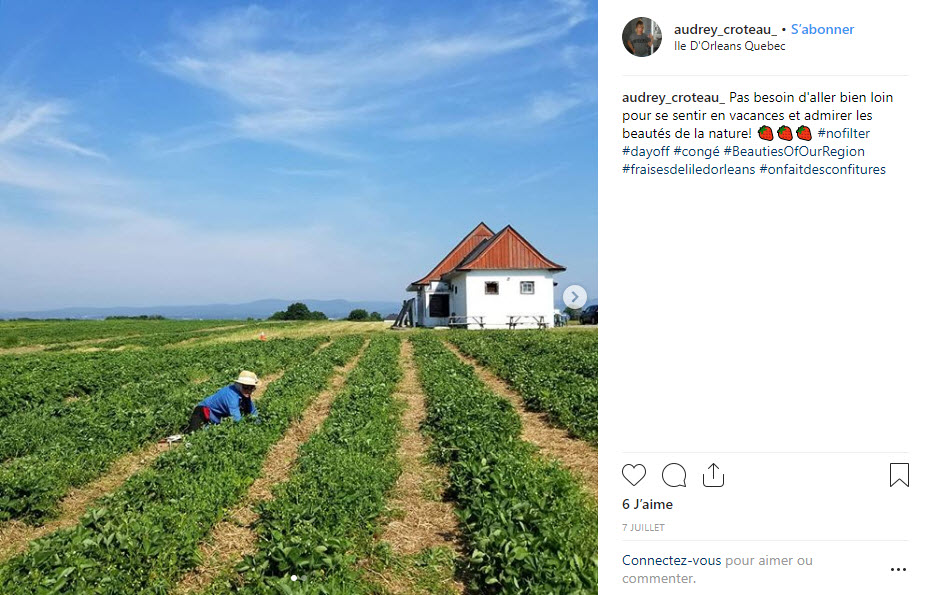 audrey_croteau_ • S'abonner
Ile D'Orleans Quebec
audrey_croteau_ Pas besoin d'aller bien loin
pour se sentir en vacances et admirer les
beautés de la nature! 🍓🍓🍓 #nofilter
#dayoff #congé #BeautiesOfOurRegion
#fraisesdeliledorleans #onfaitdesconfitures
6 J'aime
7 JUILLET
Connectez-vous pour aimer ou
commenter.